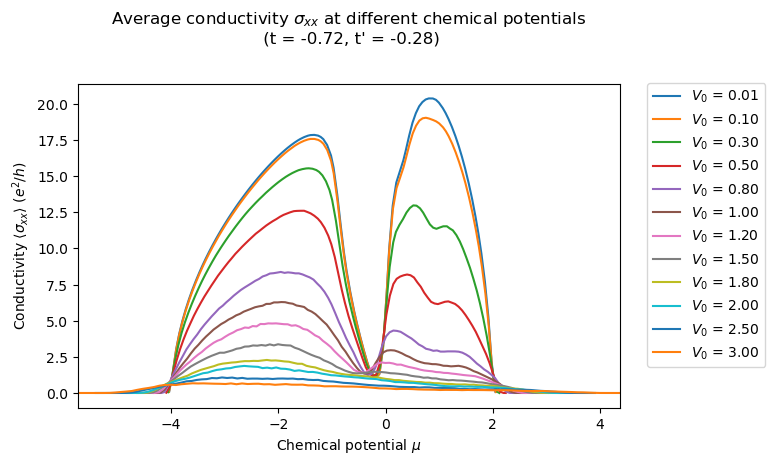 Average conductivity σxx at different chemical potentials
(t = -0.72, t' = -0.28)
Conductivity ⟨σxx⟩ (e²/h)
20.0
17.5
15.0
12.5
10.0
7.5
5.0
2.5
0.0
−4 −2 0 2 4
Chemical potential μ
V₀ = 0.01
V₀ = 0.10
V₀ = 0.30
V₀ = 0.50
V₀ = 0.80
V₀ = 1.00
V₀ = 1.20
V₀ = 1.50
V₀ = 1.80
V₀ = 2.00
V₀ = 2.50
V₀ = 3.00